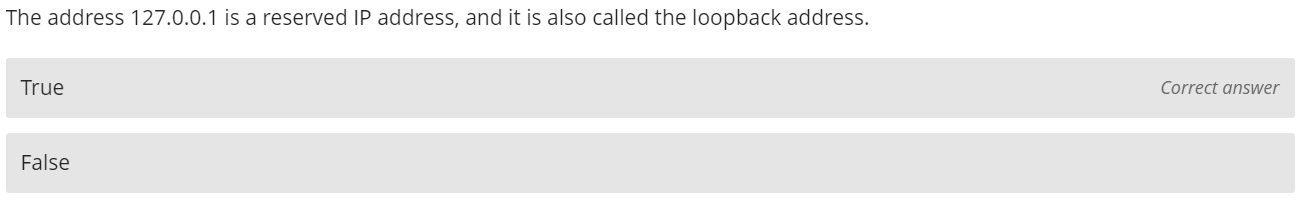 The address 127.0.0.1 is a reserved IP address, and it is also called the loopback address.
True
Correct answer
False